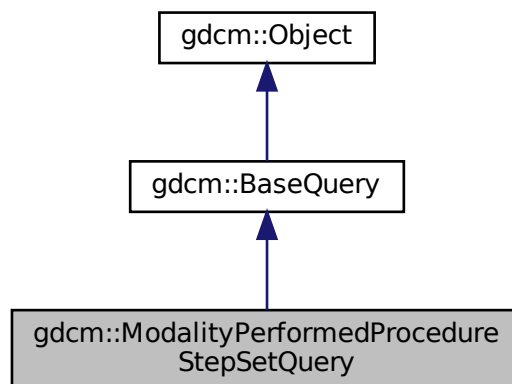 gdcm::Object
gdcm::BaseQuery
gdcm::ModalityPerformedProcedure
StepSetQuery